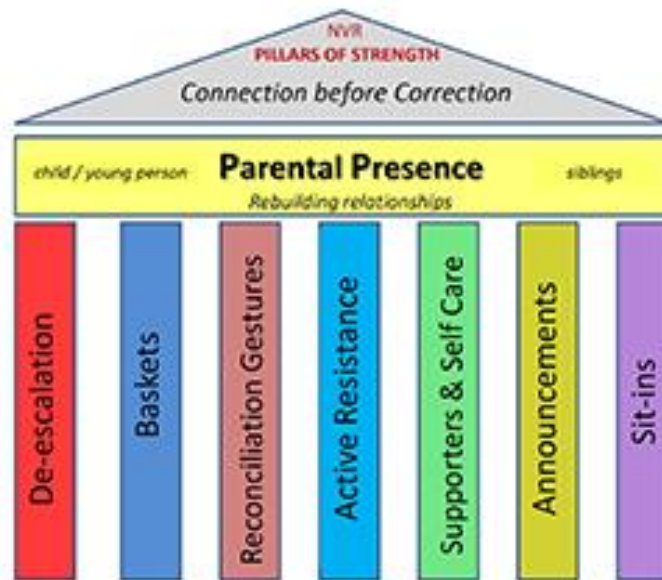 NVR
PILLARS OF STRENGTH
Connection before Correction
child / young person
Parental Presence
siblings
Rebuilding relationships
De-escalation
Baskets
Reconciliation Gestures
Active Resistance
Supporters & Self Care
Announcements
Sit-ins